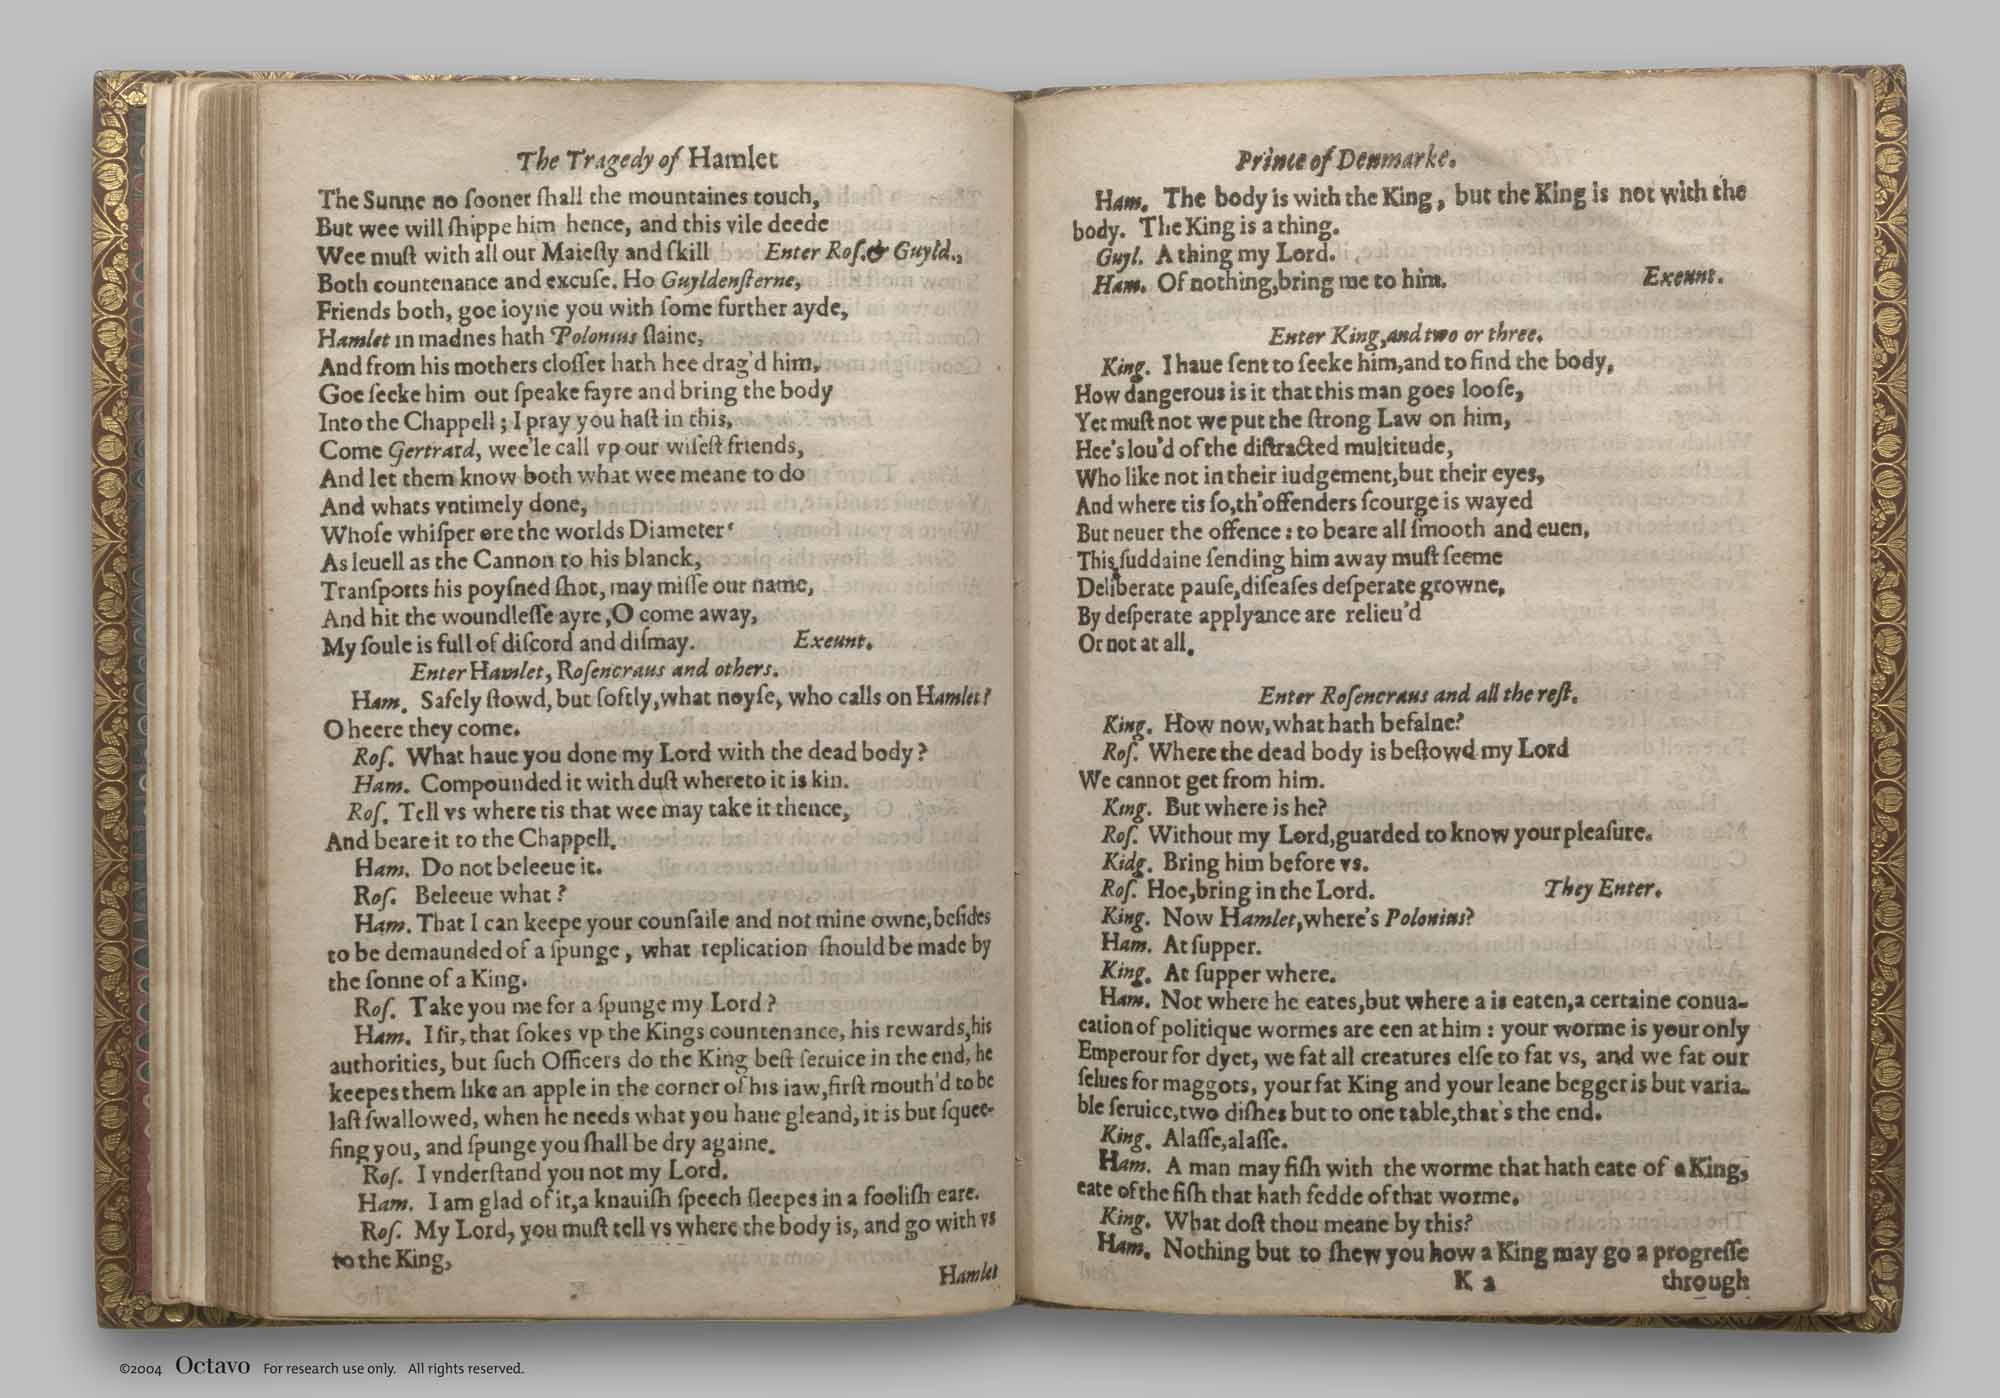 The Tragedy of Hamlet
The Sunne no ſooner ſhall the mountaines touch,
But wee will ſhippe him hence, and this vile deede
Wee muſt with all our Maieſty and ſkill Enter Roſ. & Guyld.,
Both countenance and excuſe. Ho Guyldenſterne,
Friends both, goe ioyne you with ſome further ayde,
Hamlet in madnes hath Polonius ſlaine,
And from his mothers cloſſet hath hee drag'd him,
Goe ſeeke him out ſpeake fayre and bring the body
Into the Chappell; I pray you haſt in this,
Come Gertrard, wee'le call vp our wiſeſt friends,
And let them know both what wee meane to do
And whats vntimely done,
Whoſe whiſper ore the worlds Diameter
As leuell as the Cannon to his blanck,
Tranſports his poyſned ſhot, may miſſe our name,
And hit the woundleſſe ayre, O come away,
My ſoule is full of diſcord and diſmay. Exeunt.
Enter Hamlet, Roſencraus and others.
Ham. Safely ſtowd, but ſoftly, what noyſe, who calls on Hamlet?
O heere they come.
Roſ. What haue you done my Lord with the dead body?
Ham. Compounded it with duſt whereto it is kin.
Roſ. Tell vs where tis that wee may take it thence,
And beare it to the Chappell.
Ham. Do not beleeue it.
Roſ. Beleeue what?
Ham. That I can keepe your counſaile and not mine owne, beſides
to be demaunded of a ſpunge, what replication ſhould be made by
the ſonne of a King.
Roſ. Take you me for a ſpunge my Lord?
Ham. I ſir, that ſokes vp the Kings countenance, his rewards, his
authorities, but ſuch Officers do the King beſt ſeruice in the end, he
keepes them like an apple in the corner of his iaw, firſt mouth'd to be
laſt ſwallowed, when he needs what you haue gleand, it is but ſquee-
ſing you, and ſpunge you ſhall be dry againe.
Roſ. I vnderſtand you not my Lord.
Ham. I am glad of it, a knauiſh ſpeech ſleepes in a fooliſh eare.
Roſ. My Lord, you muſt tell vs where the body is, and go with vs
to the King,
Hamlet
Prince of Denmarke.
Ham. The body is with the King, but the King is not with the
body. The King is a thing.
Guyl. A thing my Lord.
Ham. Of nothing, bring me to him. Exeunt.
Enter King, and two or three.
King. I haue ſent to ſeeke him, and to find the body,
How dangerous is it that this man goes looſe,
Yet muſt not we put the ſtrong Law on him,
Hee's lou'd of the diſtracted multitude,
Who like not in their iudgement, but their eyes,
And where tis ſo, th'offenders ſcourge is wayed
But neuer the offence: to beare all ſmooth and euen,
This ſuddaine ſending him away muſt ſeeme
Deliberate pauſe, diſeaſes deſperate growne,
By deſperate applyance are relieu'd
Or not at all.
Enter Roſencraus and all the reſt.
King. How now, what hath befalne?
Roſ. Where the dead body is beſtowd my Lord
We cannot get from him.
King. But where is he?
Roſ. Without my Lord, guarded to know your pleaſure.
Kidg. Bring him before vs.
Roſ. Hoe, bring in the Lord. They Enter.
King. Now Hamlet, where's Polonius?
Ham. At ſupper.
King. At ſupper where.
Ham. Not where he eates, but where a is eaten, a certaine conua-
cation of politique wormes are een at him: your worme is your only
Emperour for dyet, we fat all creatures elſe to fat vs, and we fat our
ſelues for maggots, your fat King and your leane begger is but varia-
ble ſeruice, two diſhes but to one table, that's the end.
King. Alaſſe, alaſſe.
Ham. A man may fiſh with the worme that hath eate of a King,
eate of the fiſh that hath fedde of that worme.
King. What doſt thou meane by this?
Ham. Nothing but to ſhew you how a King may go a progreſſe
K 2 through
©2004 Octavo For research use only. All rights reserved.